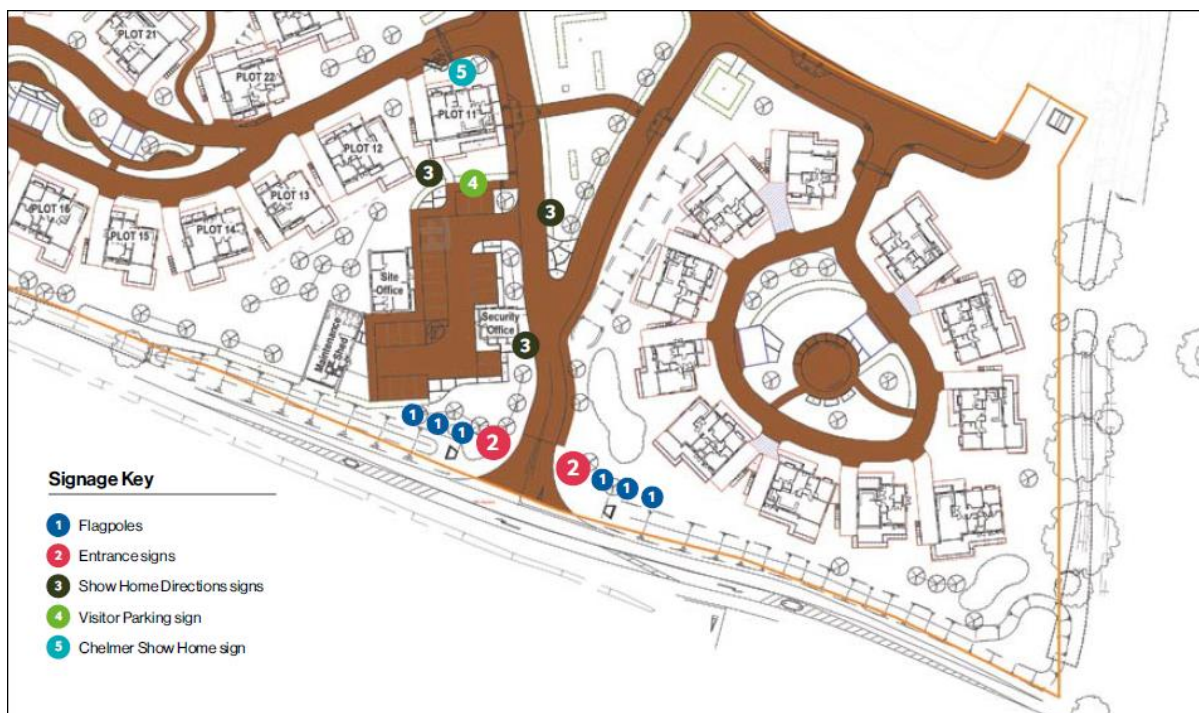 PLOT 21
PLOT 22
5
PLOT 11
PLOT 12
3
4
3
PLOT 13
PLOT 16
PLOT 15
PLOT 14
Site
Office
Security
Office
3
Maintenance
Shed
1
1
1
2
2
1
1
1
Signage Key
1 Flagpoles
2 Entrance signs
3 Show Home Directions signs
4 Visitor Parking sign
5 Chelmer Show Home sign